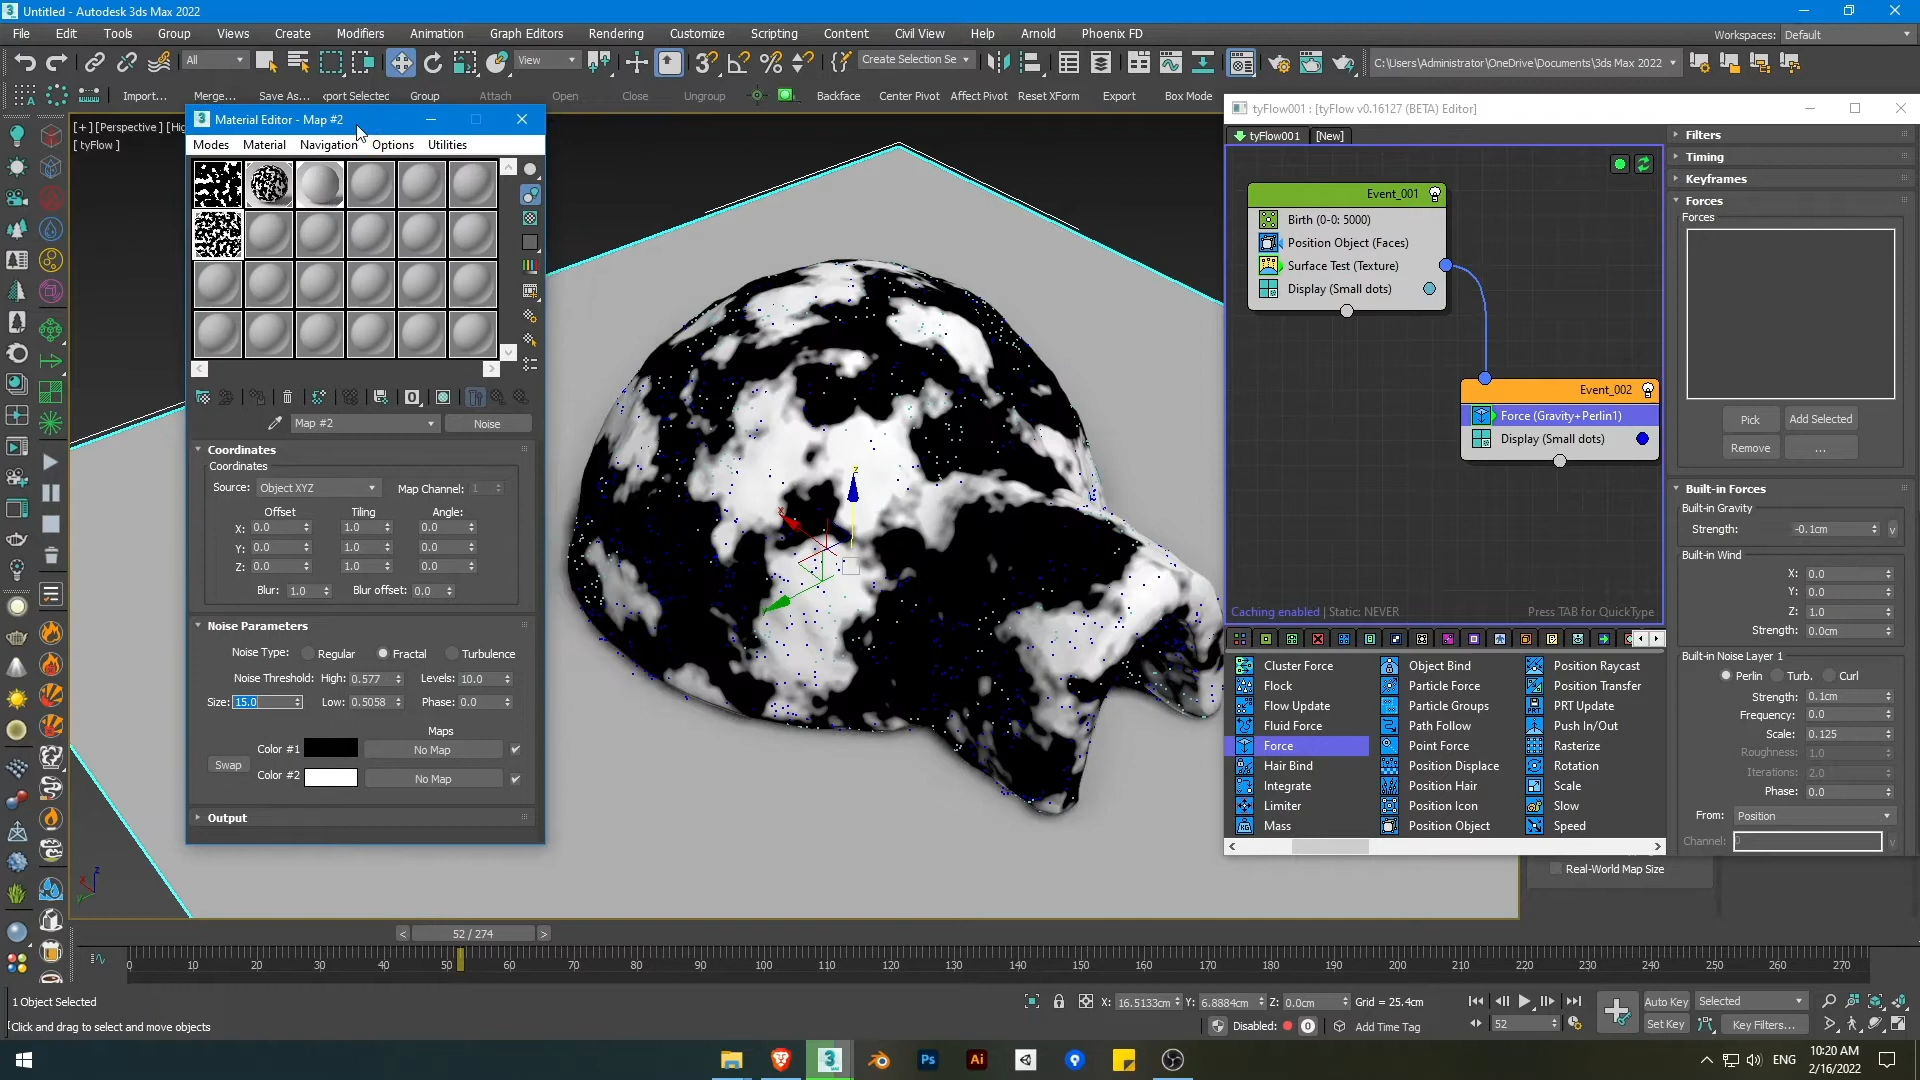 Untitled - Autodesk 3ds Max 2022
File Edit Tools Group Views Create Modifiers Animation Graph Editors Rendering Customize Scripting Content Civil View Help Arnold Phoenix FD Workspaces: Default
All View Create Selection Se C:\Users\Administrator\OneDrive\Documents\3ds Max 2022
Import... Merge... Save As... xport Selected Group Attach Open Close Ungroup Backface Center Pivot Affect Pivot Reset XForm Export Box Mode
[+] [Perspective ] [Hi
[ tyFlow ]
Material Editor - Map #2
Modes Material Navigation Options Utilities
Map #2 Noise
Coordinates
Coordinates
Source: Object XYZ Map Channel: 1
Offset Tiling Angle:
X: 0.0 1.0 0.0
Y: 0.0 1.0 0.0
Z: 0.0 1.0 0.0
Blur: 1.0 Blur offset: 0.0
Noise Parameters
Noise Type: Regular Fractal Turbulence
Noise Threshold: High: 0.577 Levels: 10.0
Size: 15.0 Low: 0.5058 Phase: 0.0
Maps
Color #1 No Map
Swap
Color #2 No Map
Output
tyFlow001 : [tyFlow v0.16127 (BETA) Editor]
tyFlow001 [New]
Event_001
Birth (0-0: 5000)
Position Object (Faces)
Surface Test (Texture)
Display (Small dots)
Event_002
Force (Gravity+Perlin1)
Display (Small dots)
Caching enabled | Static: NEVER Press TAB for QuickType
Cluster Force Object Bind Position Raycast
Flock Particle Force Position Transfer
Flow Update Particle Groups PRT Update
Fluid Force Path Follow Push In/Out
Force Point Force Rasterize
Hair Bind Position Displace Rotation
Integrate Position Hair Scale
Limiter Position Icon Slow
Mass Position Object Speed
Filters
Timing
Keyframes
Forces
Forces
Pick Add Selected
Remove ...
Built-in Forces
Built-in Gravity
Strength: -0.1cm v
Built-in Wind
X: 0.0
Y: 0.0
Z: 1.0
Strength: 0.0cm
Built-in Noise Layer 1
Perlin Turb. Curl
Strength: 0.1cm
Frequency: 0.0
Scale: 0.125
Roughness: 1.0
Iterations: 2.0
Phase: 0.0
From: Position
Channel: v
Real-World Map Size
x y z
< 52 / 274 >
0 10 20 30 40 50 60 70 80 90 100 110 120 130 140 150 160 170 180 190 200 210 220 230 240 250 260 270
1 Object Selected X: 16.5133cm Y: 6.8884cm Z: 0.0cm Grid = 25.4cm Auto Key Selected
Click and drag to select and move objects Disabled: 0 Add Time Tag 52 Set Key Key Filters...
Ps Ai ENG
10:20 AM
2/16/2022